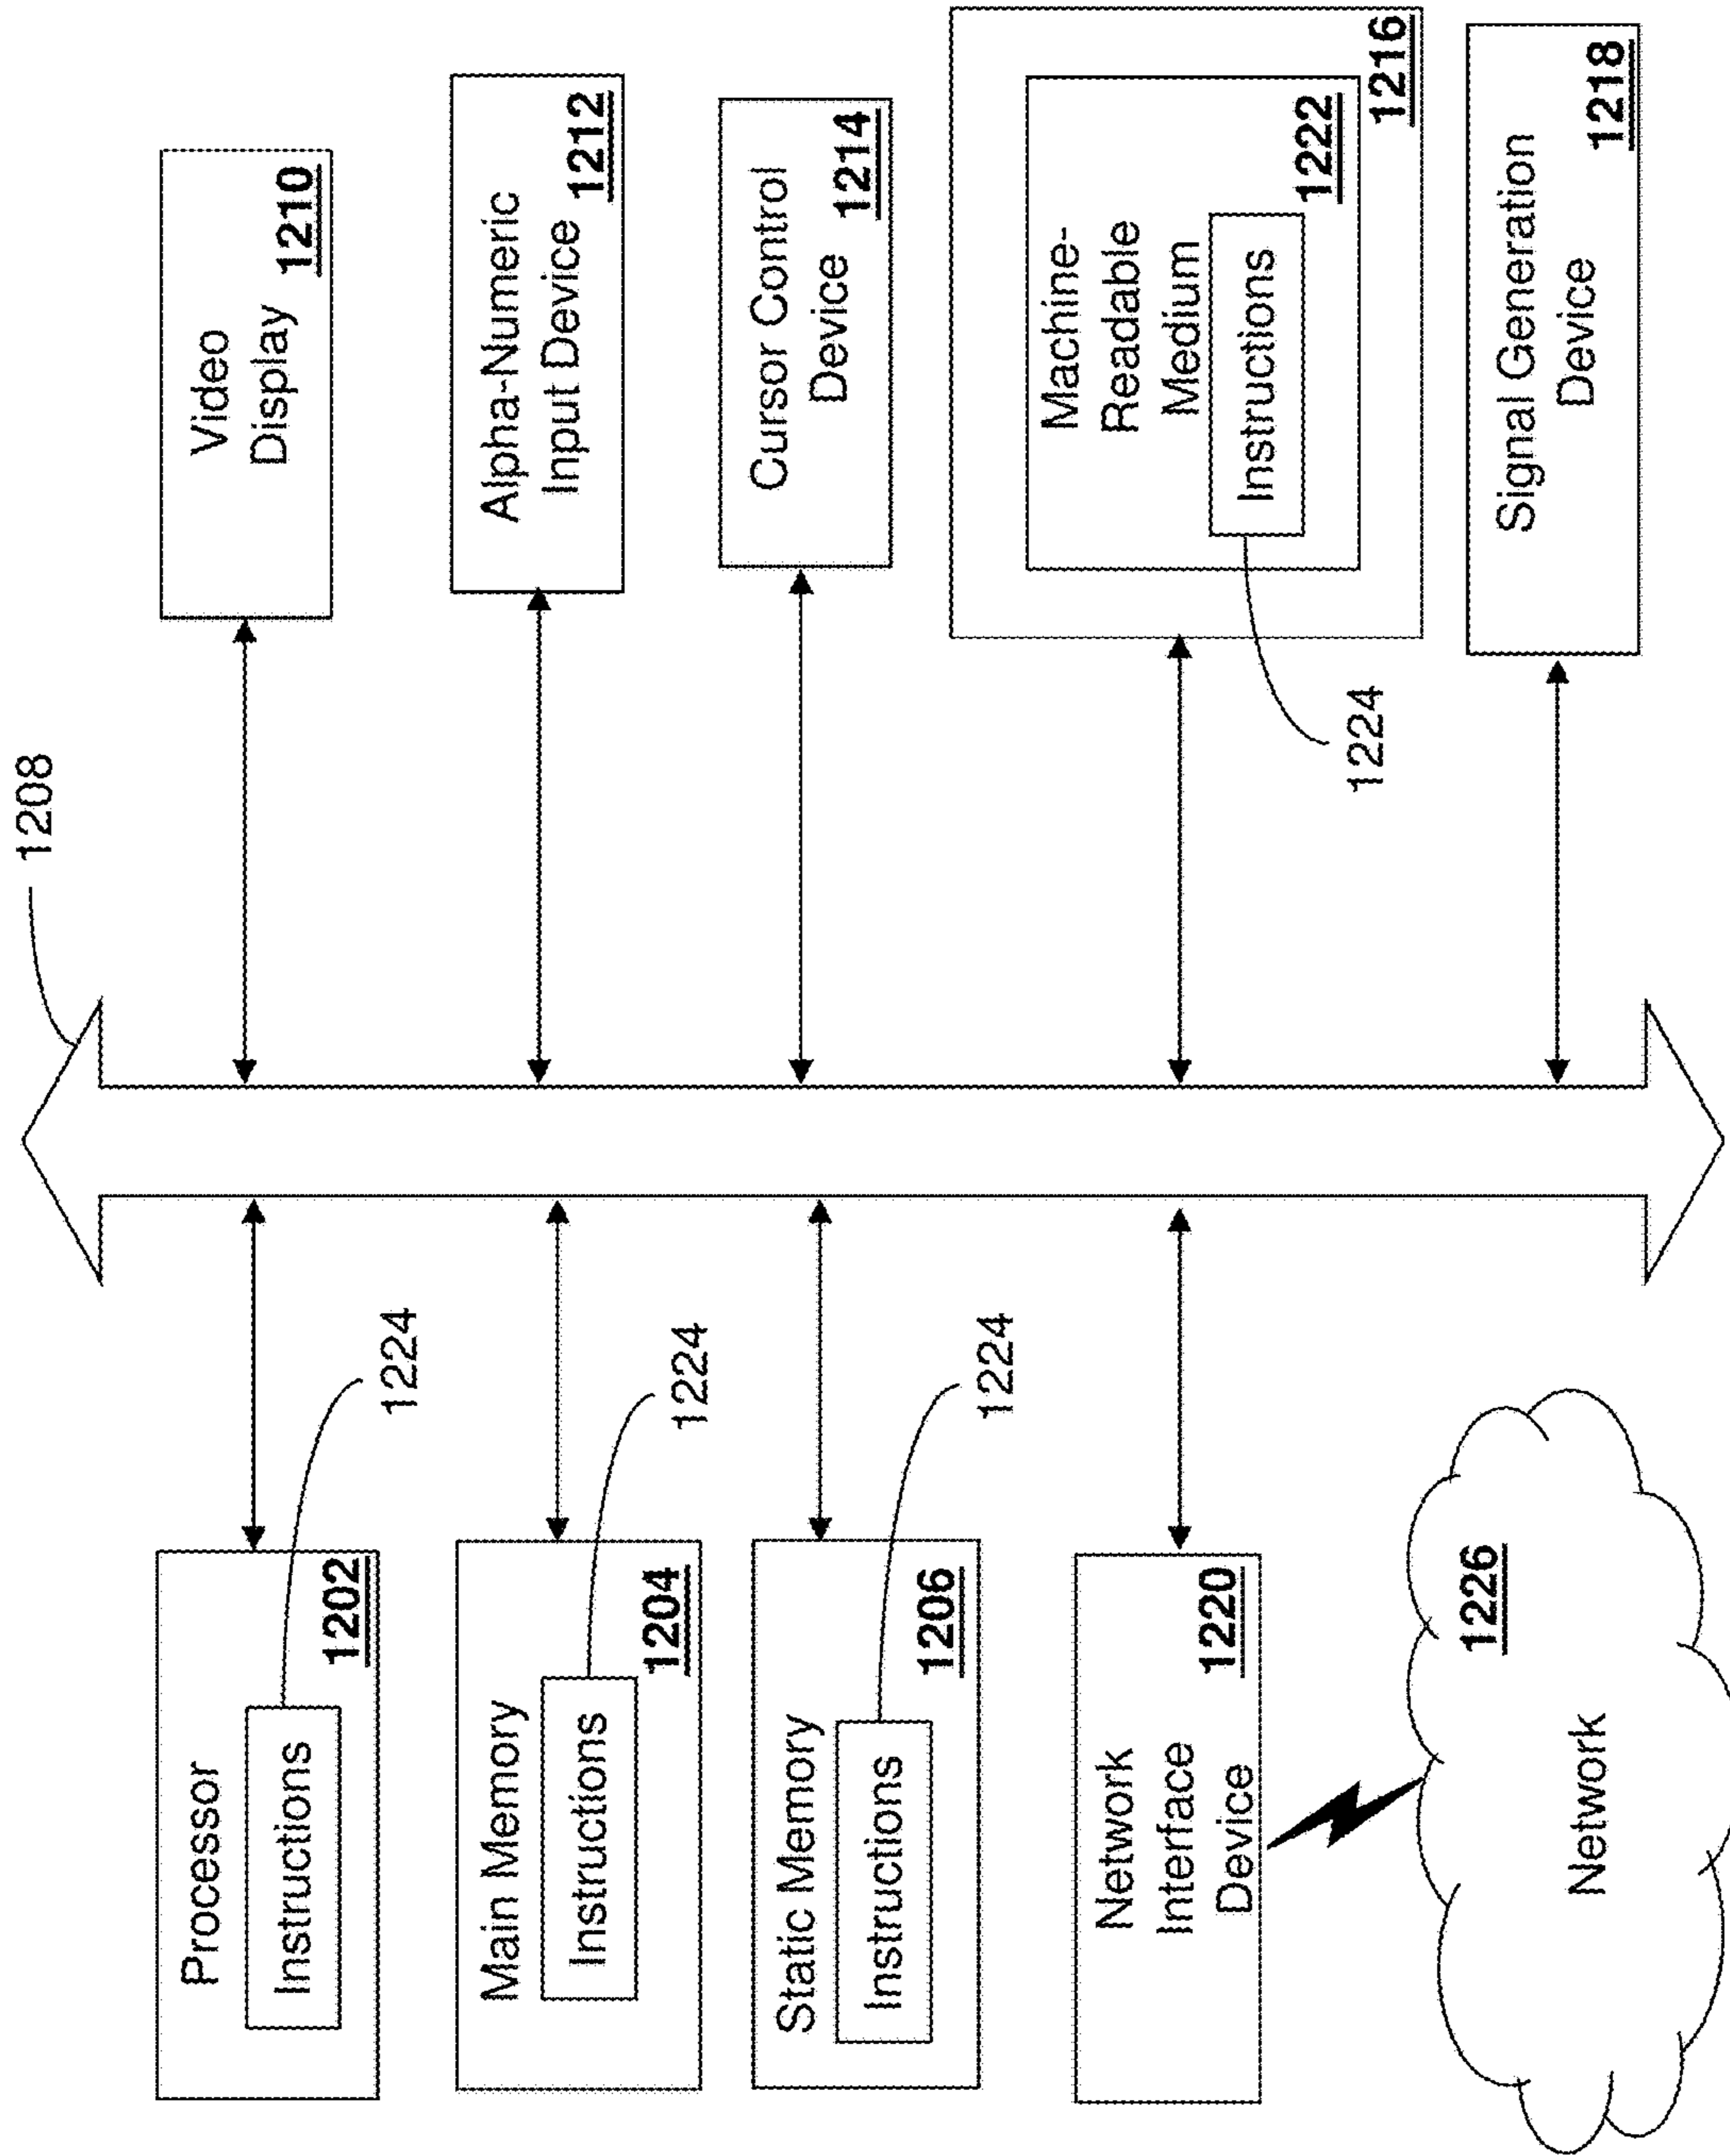 1208
Processor
Instructions
1202
1224
Main Memory
Instructions
1204
1224
Static Memory
Instructions
1206
1224
Network
Interface
Device
1220
1226
Network
Video
Display
1210
Alpha-Numeric
Input Device
1212
Cursor Control
Device
1214
Machine-
Readable
Medium
1222
Instructions
1216
1224
Signal Generation
Device
1218